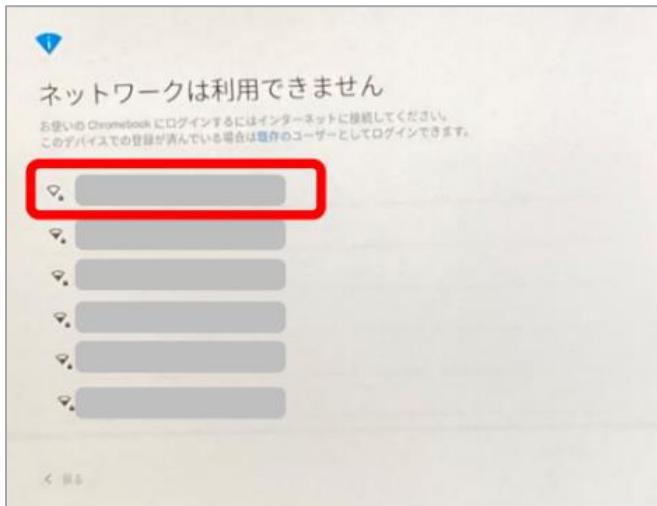 ネットワークは利用できません
お使いの Chromebook にログインするにはインターネットに接続してください。
このデバイスでの登録が済んでいる場合は既存のユーザーとしてログインできます。
< 戻る